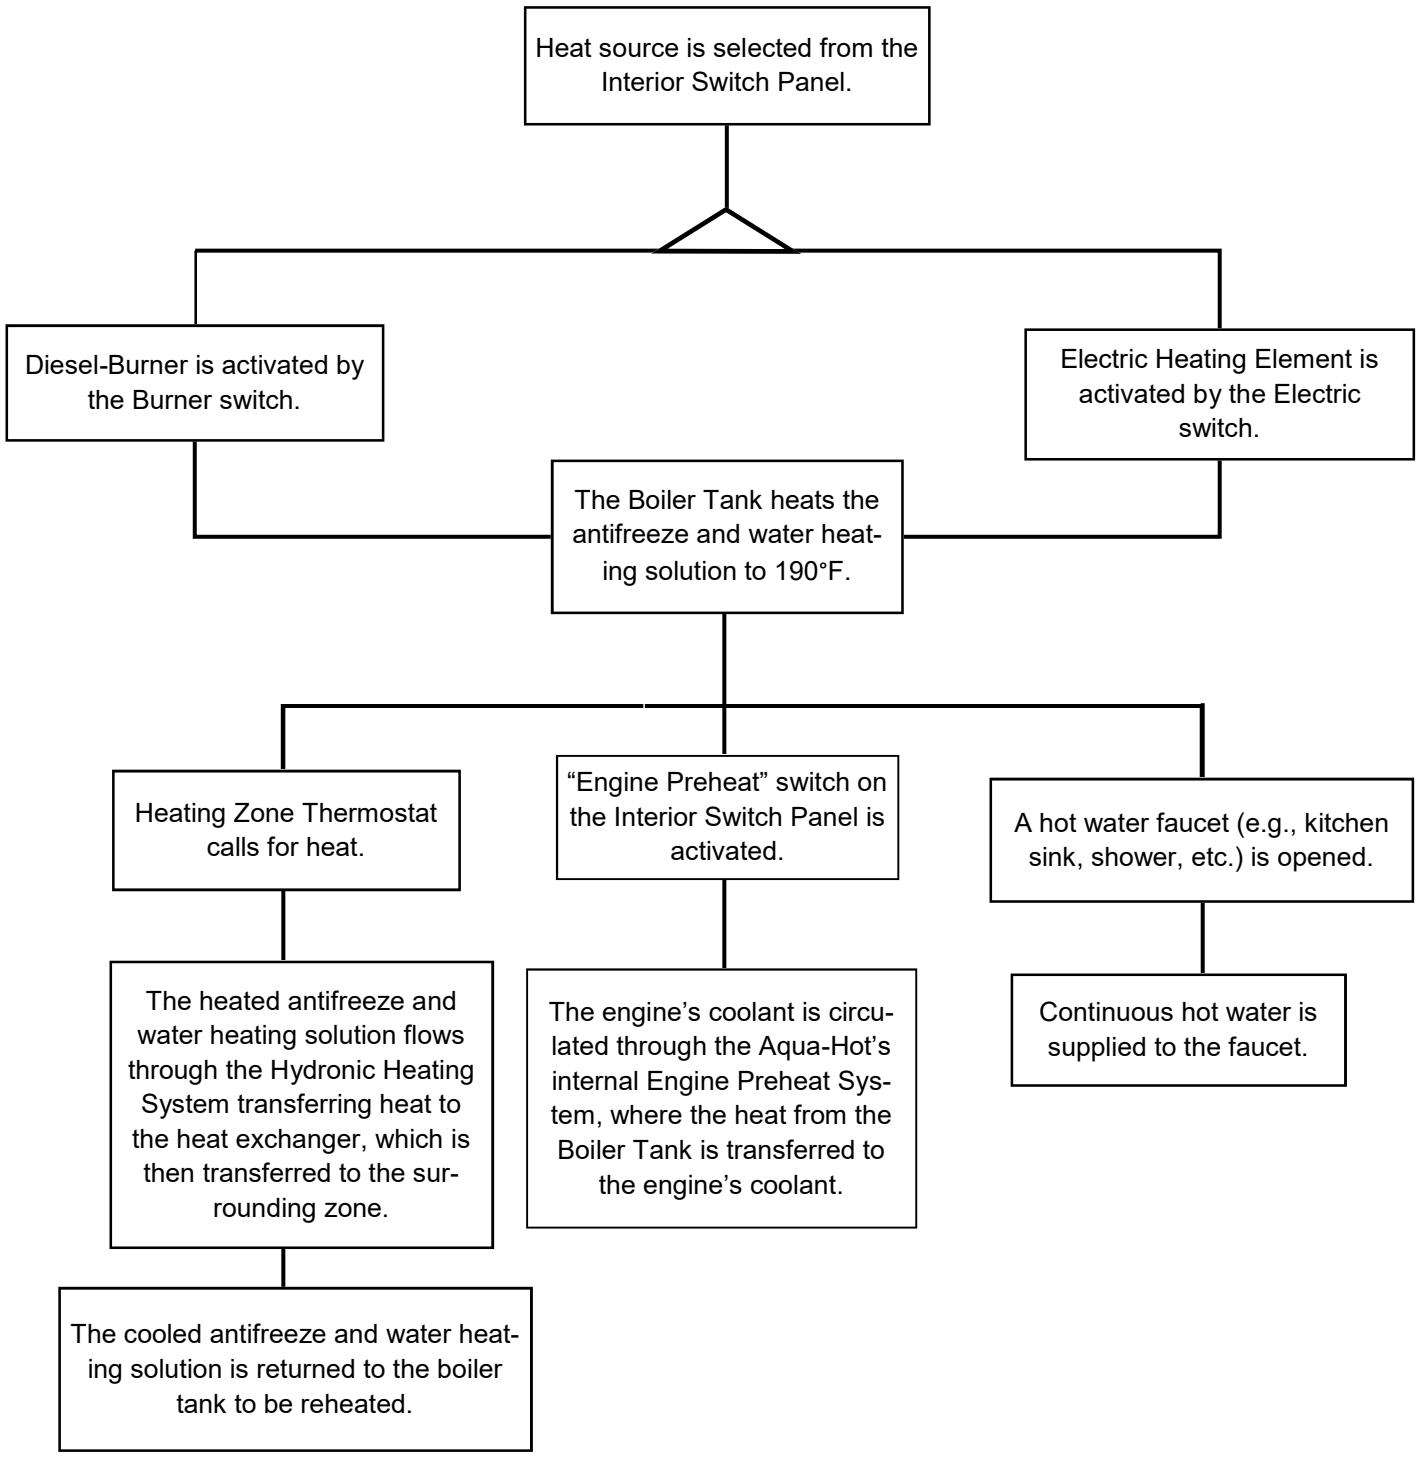 Heat source is selected from the
Interior Switch Panel.
Diesel-Burner is activated by
the Burner switch.
Electric Heating Element is
activated by the Electric
switch.
The Boiler Tank heats the
antifreeze and water heat-
ing solution to 190°F.
Heating Zone Thermostat
calls for heat.
“Engine Preheat” switch on
the Interior Switch Panel is
activated.
A hot water faucet (e.g., kitchen
sink, shower, etc.) is opened.
The heated antifreeze and
water heating solution flows
through the Hydronic Heating
System transferring heat to
the heat exchanger, which is
then transferred to the sur-
rounding zone.
The engine’s coolant is circu-
lated through the Aqua-Hot’s
internal Engine Preheat Sys-
tem, where the heat from the
Boiler Tank is transferred to
the engine’s coolant.
Continuous hot water is
supplied to the faucet.
The cooled antifreeze and water heat-
ing solution is returned to the boiler
tank to be reheated.